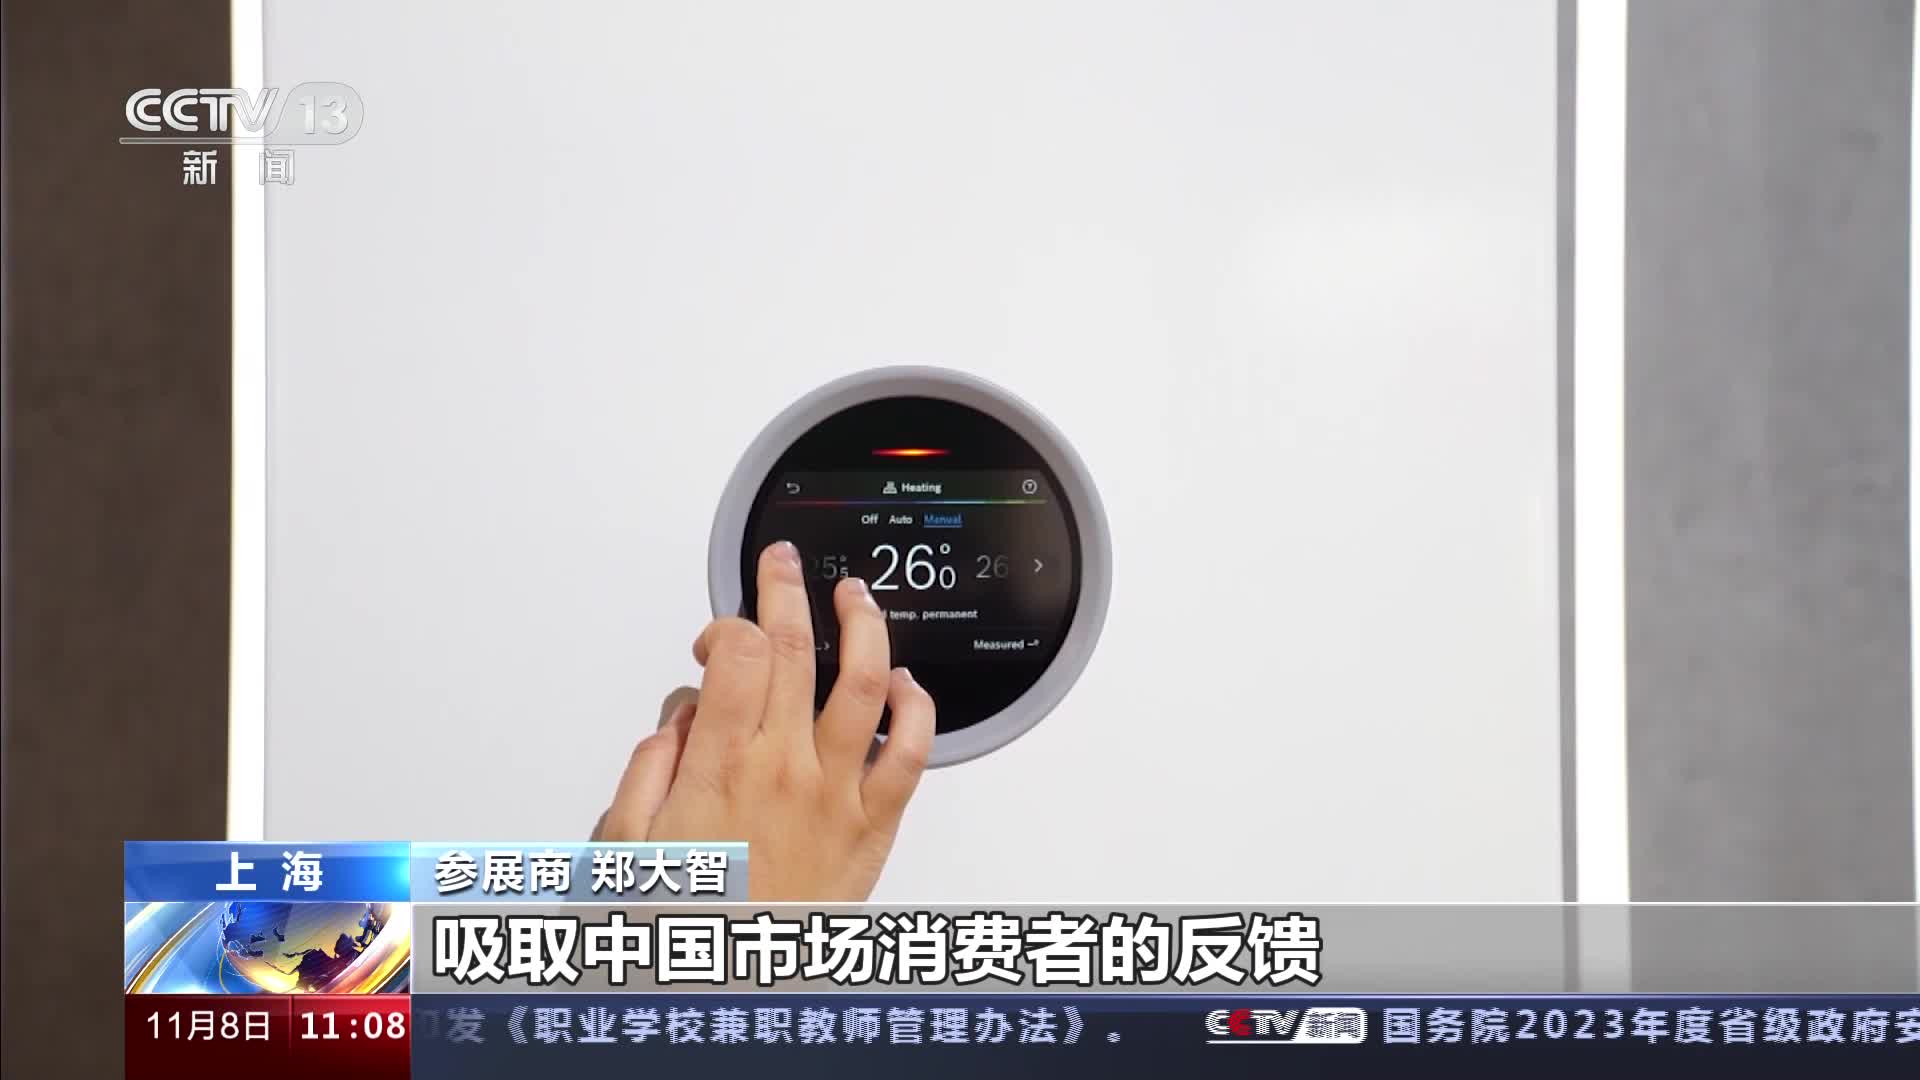 CCTV 13
新闻
Heating
Off Auto Manual
25°5 26°0 26
temp. permanent
Measured
上海
参展商 郑大智
吸取中国市场消费者的反馈
11月8日 11:08
发《职业学校兼职教师管理办法》。 CCTV新闻 国务院2023年度省级政府安